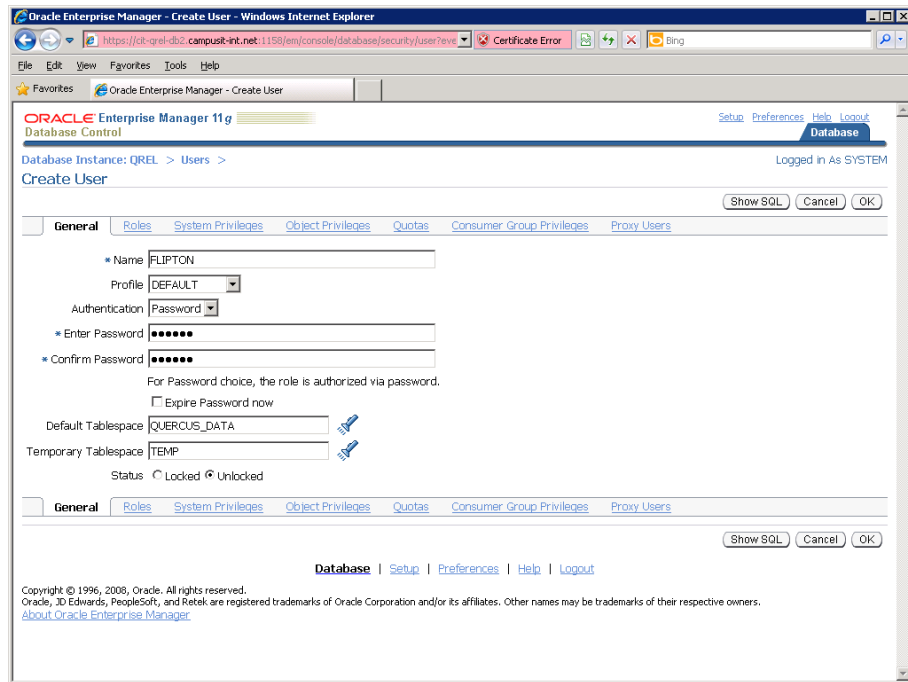 Oracle Enterprise Manager - Create User - Windows Internet Explorer
https://cit-qrel-db2.campusit-int.net:1158/em/console/database/security/user?eve Certificate Error Bing
File Edit View Favorites Tools Help
Favorites Oracle Enterprise Manager - Create User
ORACLE Enterprise Manager 11g Setup Preferences Help Logout
Database Control Database
Database Instance: QREL > Users > Logged in As SYSTEM
Create User
Show SQL Cancel OK
General Roles System Privileges Object Privileges Quotas Consumer Group Privileges Proxy Users
* Name FLIPTON
Profile DEFAULT
Authentication Password
* Enter Password ●●●●●●
* Confirm Password ●●●●●●
For Password choice, the role is authorized via password.
Expire Password now
Default Tablespace QUERCUS_DATA
Temporary Tablespace TEMP
Status Locked Unlocked
General Roles System Privileges Object Privileges Quotas Consumer Group Privileges Proxy Users
Show SQL Cancel OK
Database | Setup | Preferences | Help | Logout
Copyright © 1996, 2008, Oracle. All rights reserved.
Oracle, JD Edwards, PeopleSoft, and Retek are registered trademarks of Oracle Corporation and/or its affiliates. Other names may be trademarks of their respective owners.
About Oracle Enterprise Manager